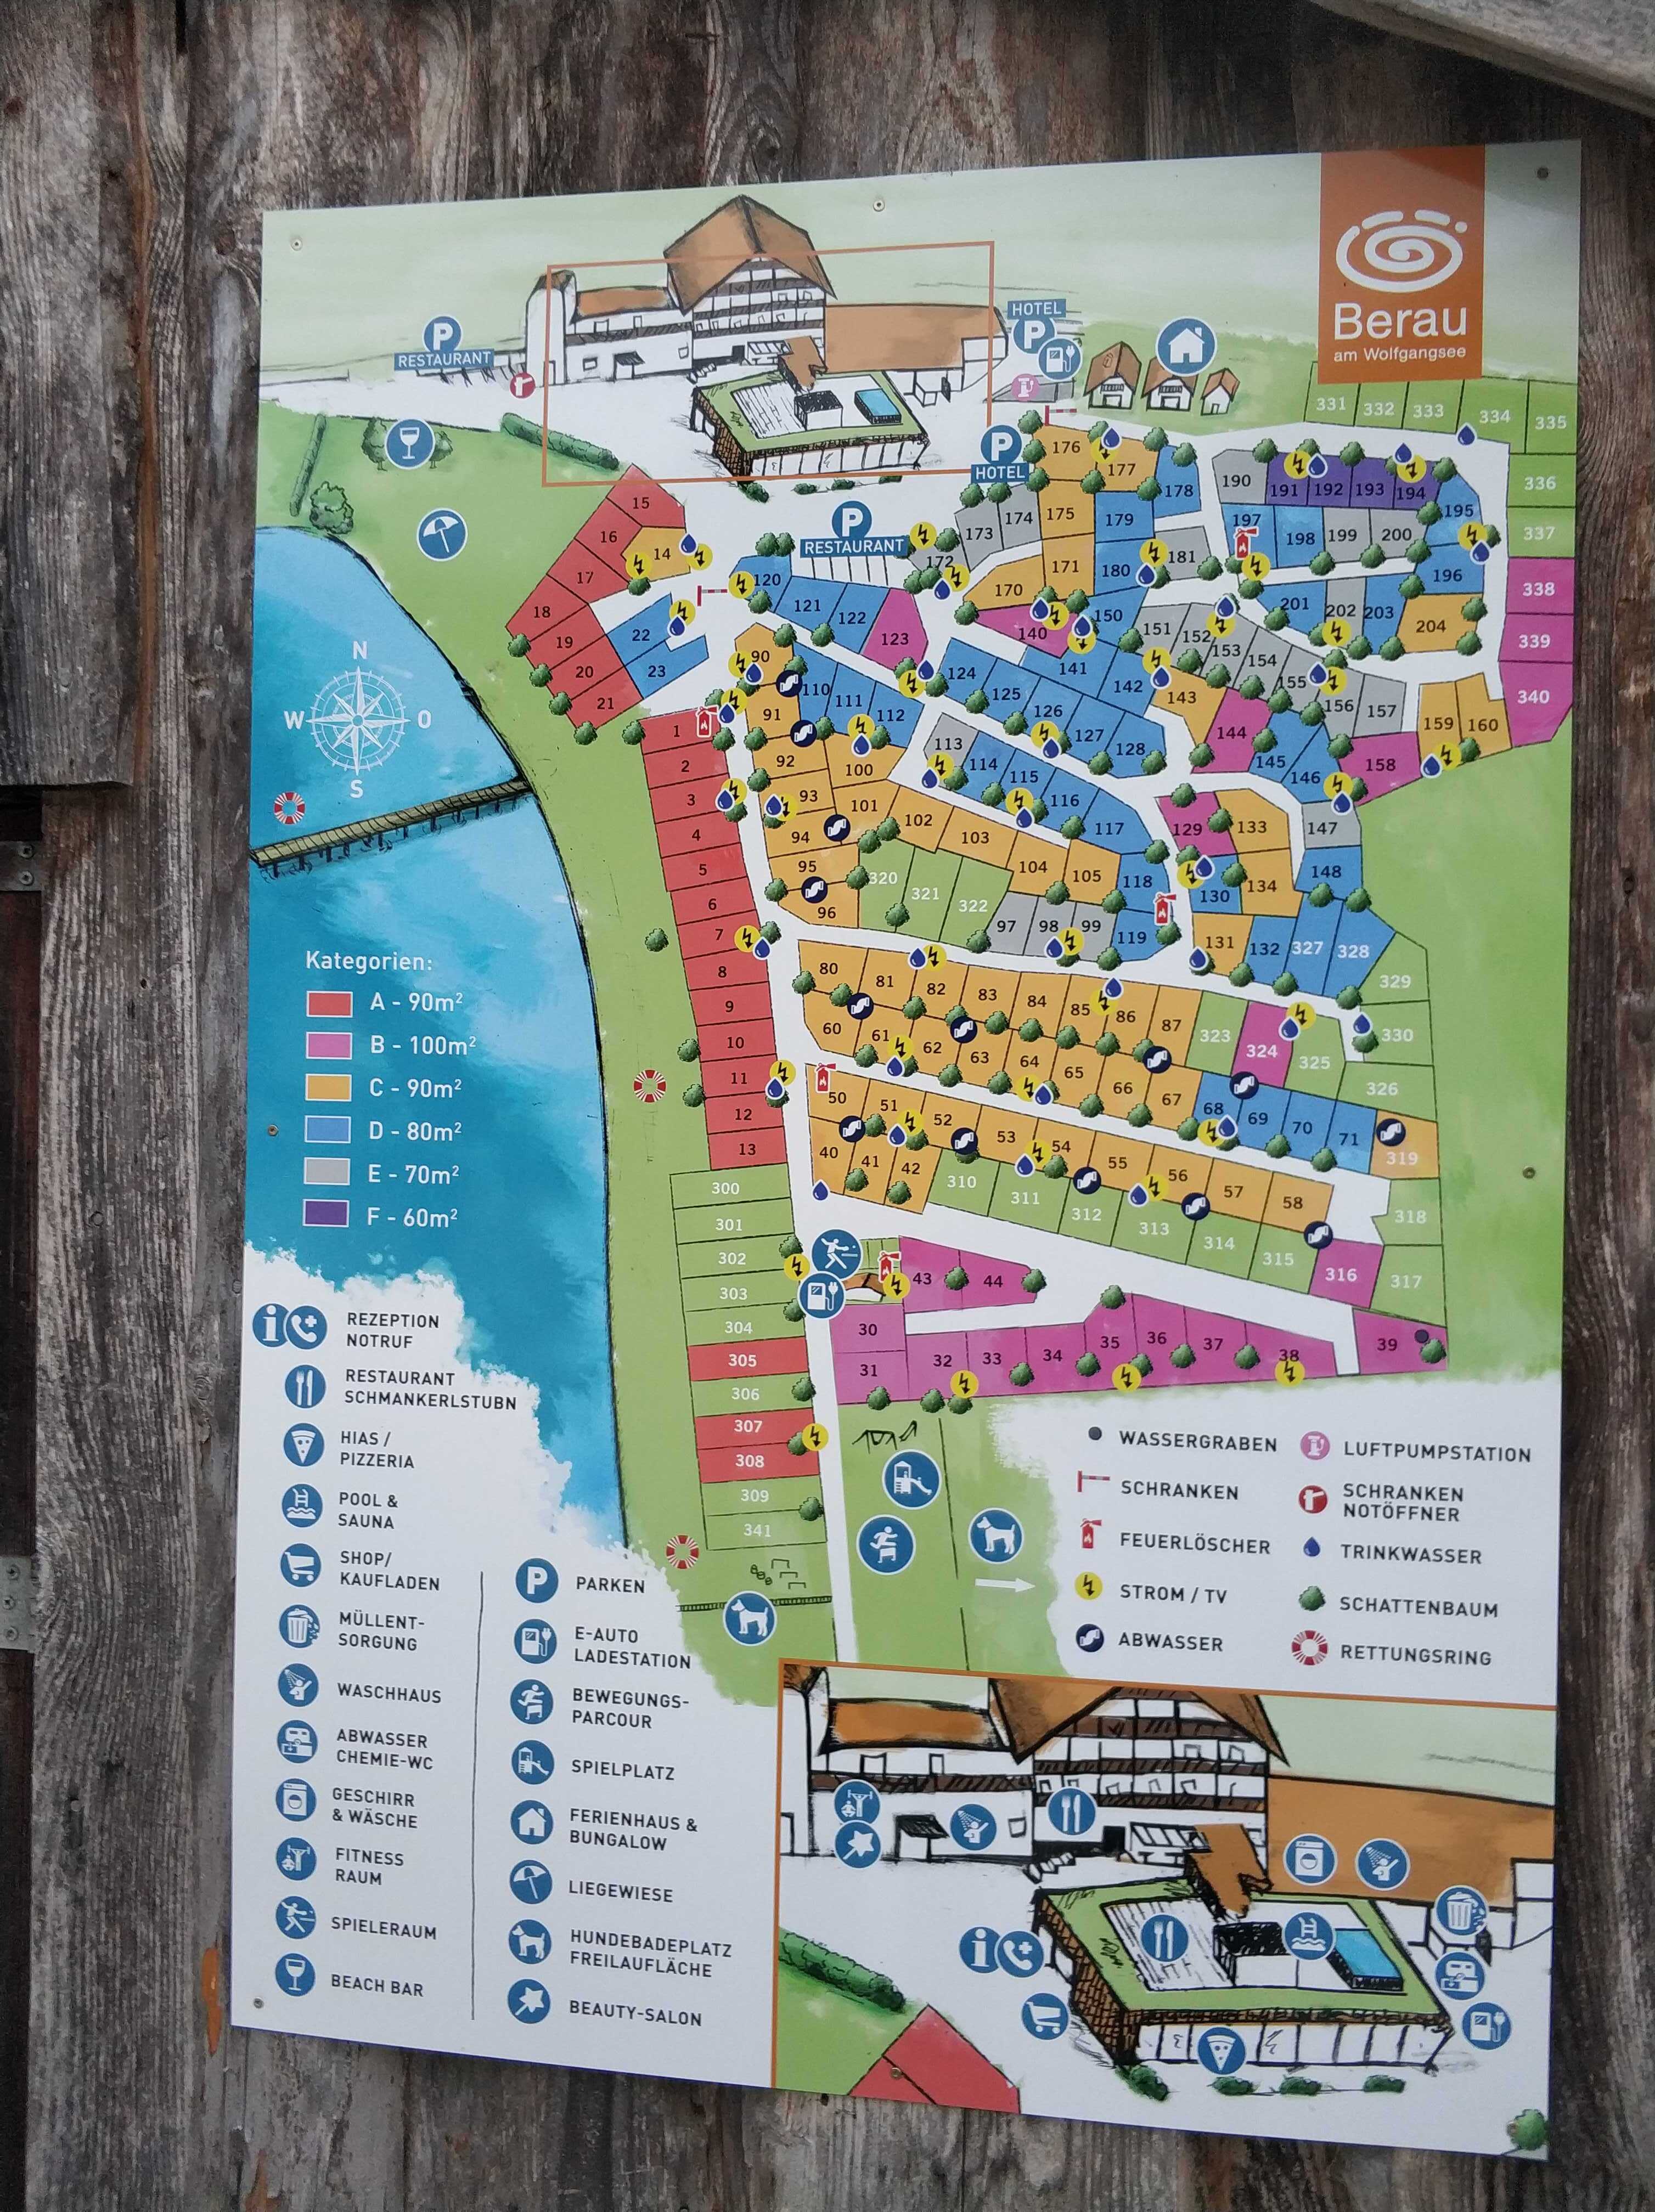 Berau
am Wolfgangsee
HOTEL
P
P
RESTAURANT
331 332 333 334 335
176
P
HOTEL
177
190 191 192 193 194
336
178
15
195
173 174 175 179
197 198 199 200
337
16
14
P
RESTAURANT
172
171
180
181
17
120
170
196
338
18
121 122
123
140
150
201 202 203
204
339
22
19
151 152 153 154 155
N
20
23
90
124 125 126 127 128
141 142
143
156 157
340
W O
S
21
110 111 112
91
144
159 160
1
113 114 115 116 117
145 146
158
2
92
100
3
93
101
102
103
129
133
147
4
94
104
105
118
5
95
320
321
322
130
134
148
6
96
97 98 99
119
7
131 132 327 328
329
Kategorien:
A - 90m²
B - 100m²
C - 90m²
D - 80m²
E - 70m²
F - 60m²
8
80 81 82 83 84 85 86 87
323
324
325
330
9
60 61 62 63 64 65 66 67
68 69 70 71
326
10
11
50 51 52 53 54 55 56 57 58
319
12
13
40 41 42
310 311 312 313 314 315
316
317
318
300
301
302
303
43 44
304
30
31
32 33 34 35 36 37 38
39
305
306
307
308
309
341
REZEPTION
NOTRUF
RESTAURANT
SCHMANKERLSTUBN
HIAS /
PIZZERIA
POOL &
SAUNA
SHOP/
KAUFLADEN
MÜLLENT-
SORGUNG
WASCHHAUS
ABWASSER
CHEMIE-WC
GESCHIRR
& WÄSCHE
FITNESS
RAUM
SPIELERAUM
BEACH BAR
P PARKEN
E-AUTO
LADESTATION
BEWEGUNGS-
PARCOUR
SPIELPLATZ
FERIENHAUS &
BUNGALOW
LIEGEWIESE
HUNDEBADEPLATZ
FREILAUFLÄCHE
BEAUTY-SALON
WASSERGRABEN
SCHRANKEN
FEUERLÖSCHER
STROM / TV
ABWASSER
LUFTPUMPSTATION
SCHRANKEN
NOTÖFFNER
TRINKWASSER
SCHATTENBAUM
RETTUNGSRING